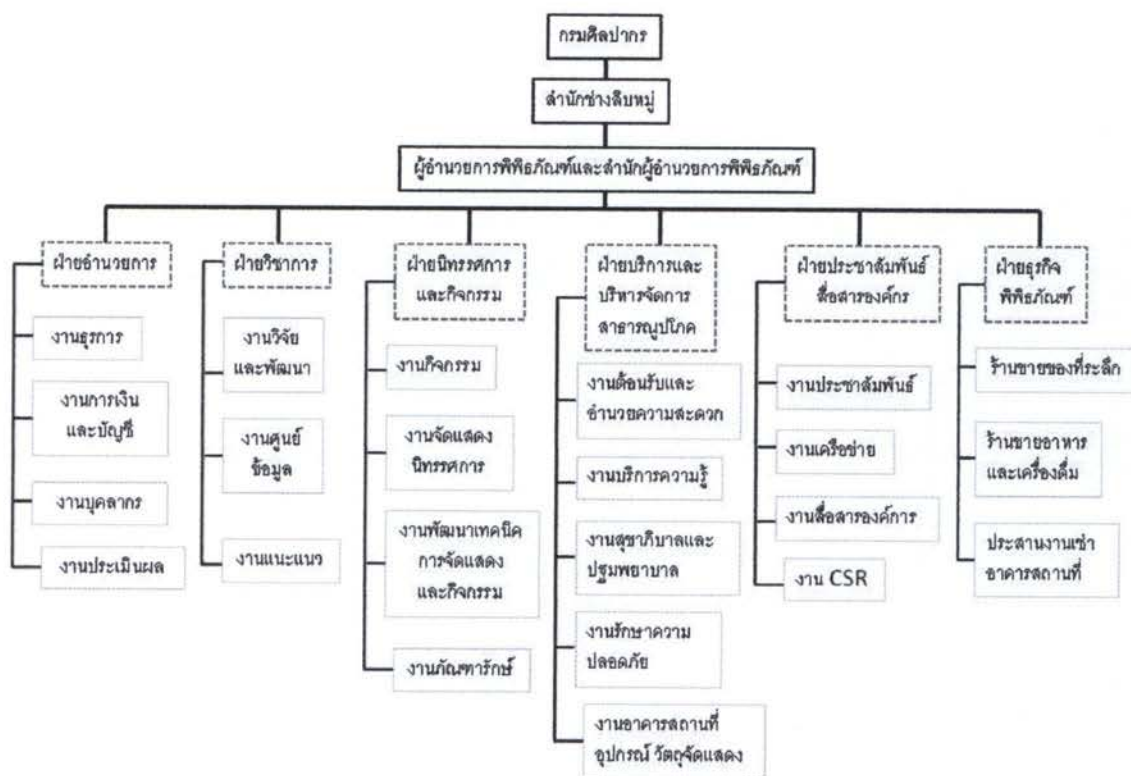 กรมศิลปากร
สำนักช่างสิบหมู่
ผู้อำนวยการพิพิธภัณฑ์และสำนักผู้อำนวยการพิพิธภัณฑ์
ฝ่ายอำนวยการ
งานธุรการ
งานการเงิน
และบัญชี
งานบุคลากร
งานประเมินผล
ฝ่ายวิชาการ
งานวิจัย
และพัฒนา
งานศูนย์
ข้อมูล
งานแนะแนว
ฝ่ายนิทรรศการ
และกิจกรรม
งานกิจกรรม
งานจัดแสดง
นิทรรศการ
งานพัฒนาเทคนิค
การจัดแสดง
และกิจกรรม
งานภัณฑารักษ์
ฝ่ายบริการและ
บริหารจัดการ
สาธารณูปโภค
งานต้อนรับและ
อำนวยความสะดวก
งานบริการความรู้
งานสุขาภิบาลและ
ปฐมพยาบาล
งานรักษาความ
ปลอดภัย
งานอาคารสถานที่
อุปกรณ์ วัตถุจัดแสดง
ฝ่ายประชาสัมพันธ์
สื่อสารองค์กร
งานประชาสัมพันธ์
งานเครือข่าย
งานสื่อสารองค์การ
งาน CSR
ฝ่ายธุรกิจ
พิพิธภัณฑ์
ร้านขายของที่ระลึก
ร้านขายอาหาร
และเครื่องดื่ม
ประสานงานเช่า
อาคารสถานที่